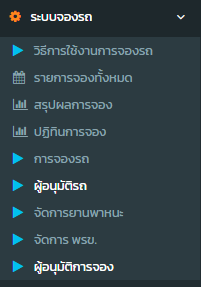 ระบบจองรถ
วิธีการใช้งานการจองรถ
รายการจองทั้งหมด
สรุปผลการจอง
ปฏิทินการจอง
การจองรถ
ผู้อนุมัติรถ
จัดการยานพาหนะ
จัดการ พรข.
ผู้อนุมัติการจอง